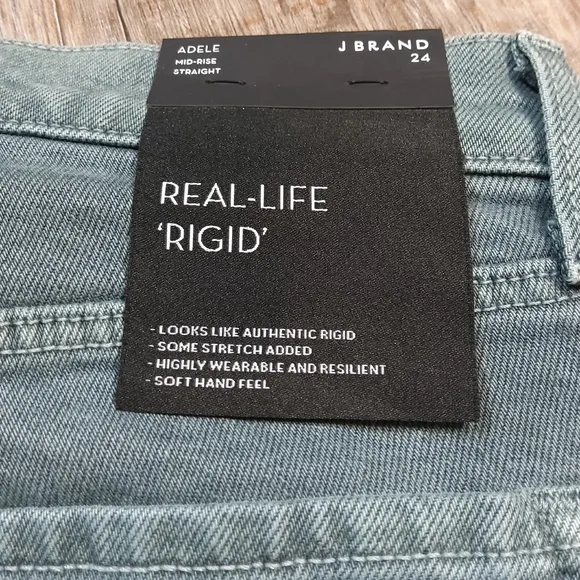 ADELE
MID-RISE
STRAIGHT
J BRAND
24
REAL-LIFE
‘RIGID’
- LOOKS LIKE AUTHENTIC RIGID
- SOME STRETCH ADDED
- HIGHLY WEARABLE AND RESILIENT
- SOFT HAND FEEL